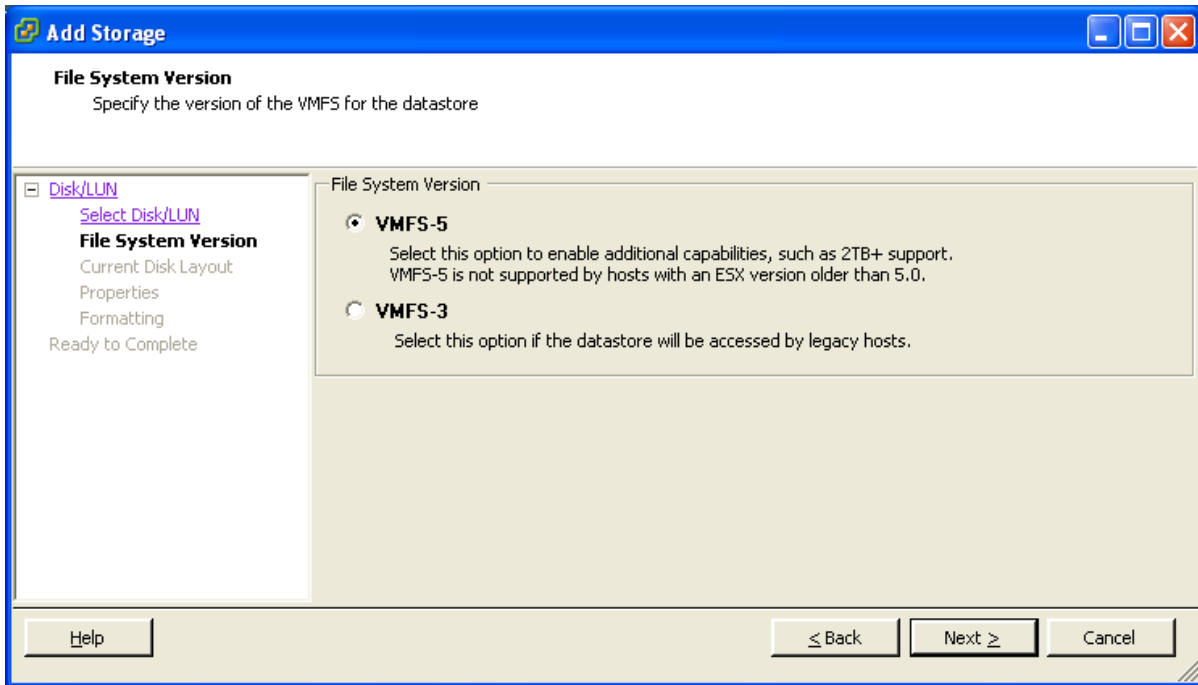 Add Storage
File System Version
Specify the version of the VMFS for the datastore
Disk/LUN
Select Disk/LUN
File System Version
Current Disk Layout
Properties
Formatting
Ready to Complete
File System Version
VMFS-5
Select this option to enable additional capabilities, such as 2TB+ support.
VMFS-5 is not supported by hosts with an ESX version older than 5.0.
VMFS-3
Select this option if the datastore will be accessed by legacy hosts.
Help
< Back
Next >
Cancel